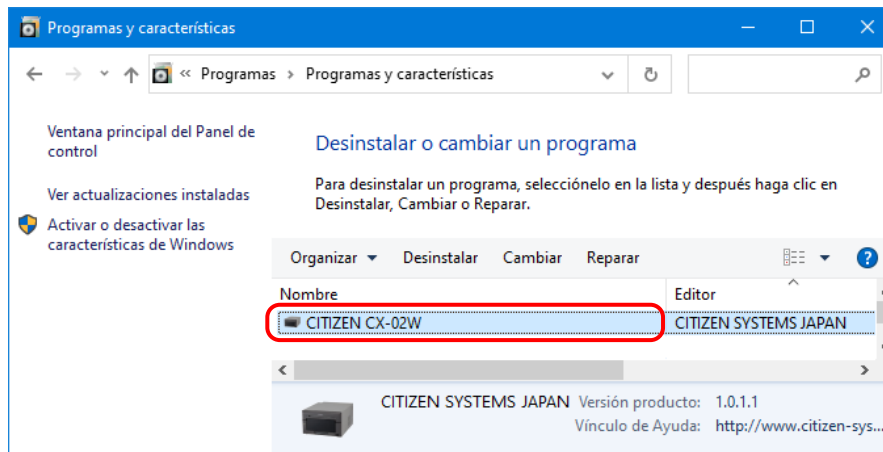 Programas y características
« Programas > Programas y características
Ventana principal del Panel de
control
Ver actualizaciones instaladas
Activar o desactivar las
características de Windows
Desinstalar o cambiar un programa
Para desinstalar un programa, selecciónelo en la lista y después haga clic en
Desinstalar, Cambiar o Reparar.
Organizar Desinstalar Cambiar Reparar ?
Nombre Editor
CITIZEN CX-02W CITIZEN SYSTEMS JAPAN
CITIZEN SYSTEMS JAPAN Versión producto: 1.0.1.1
Vínculo de Ayuda: http://www.citizen-sys...